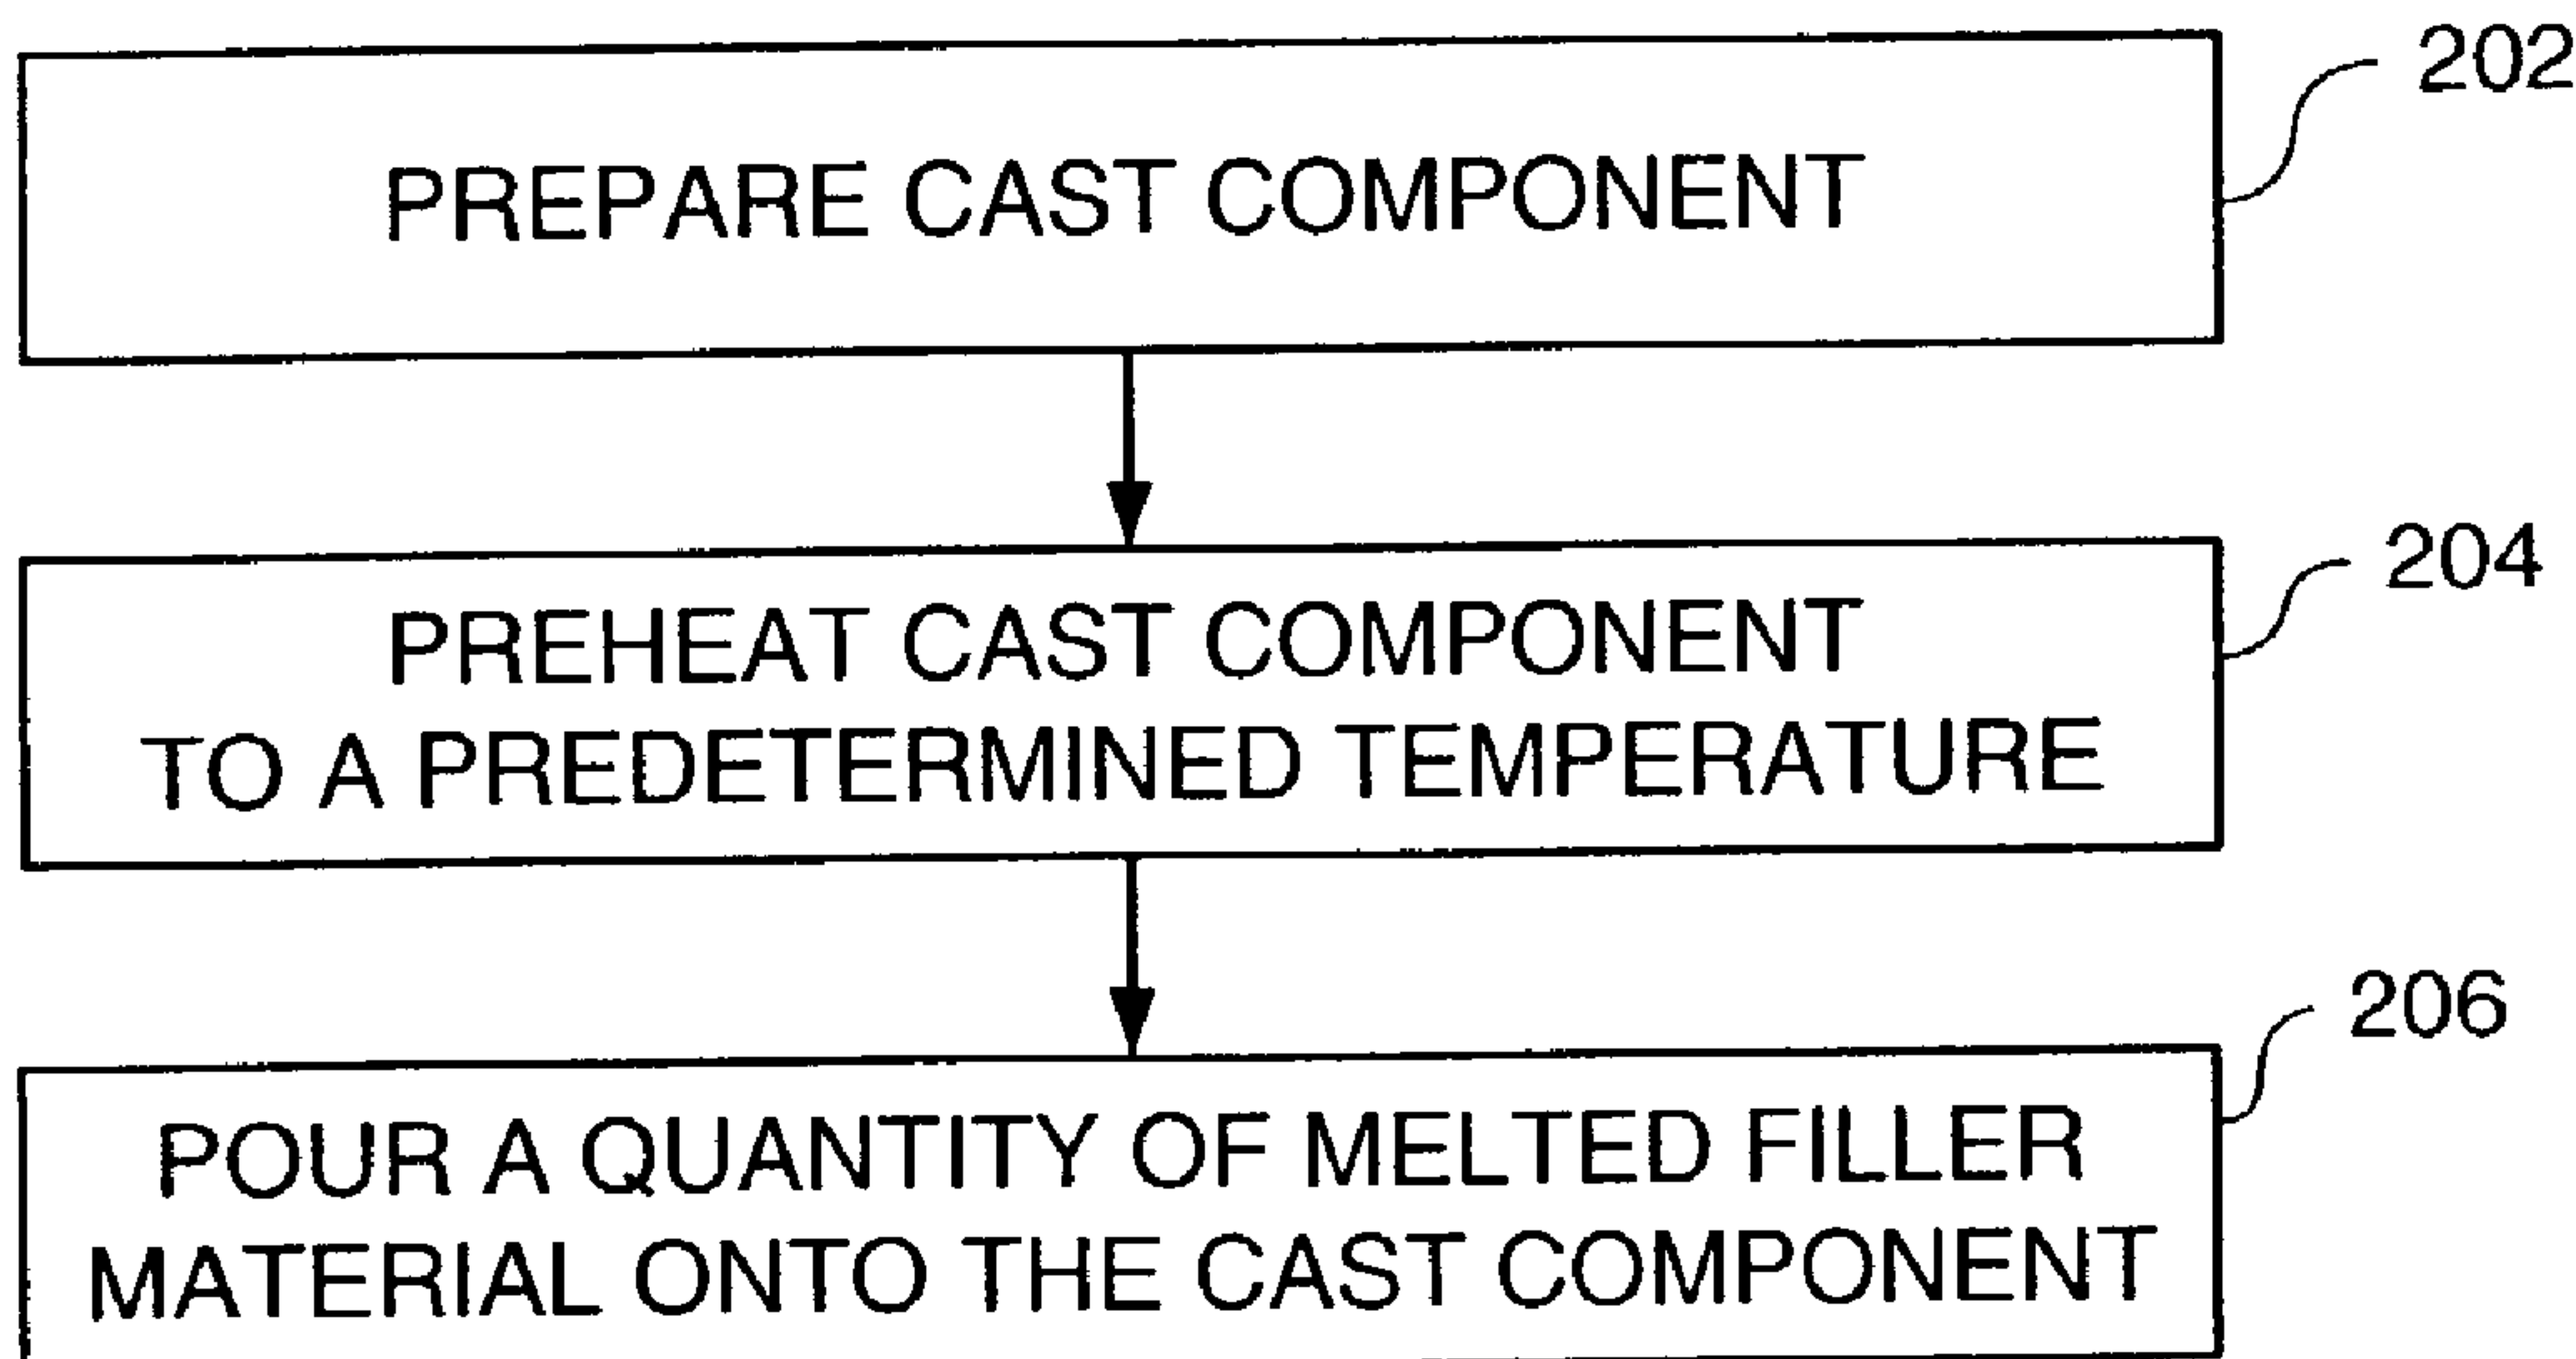 202
PREPARE CAST COMPONENT
204
PREHEAT CAST COMPONENT
TO A PREDETERMINED TEMPERATURE
206
POUR A QUANTITY OF MELTED FILLER
MATERIAL ONTO THE CAST COMPONENT